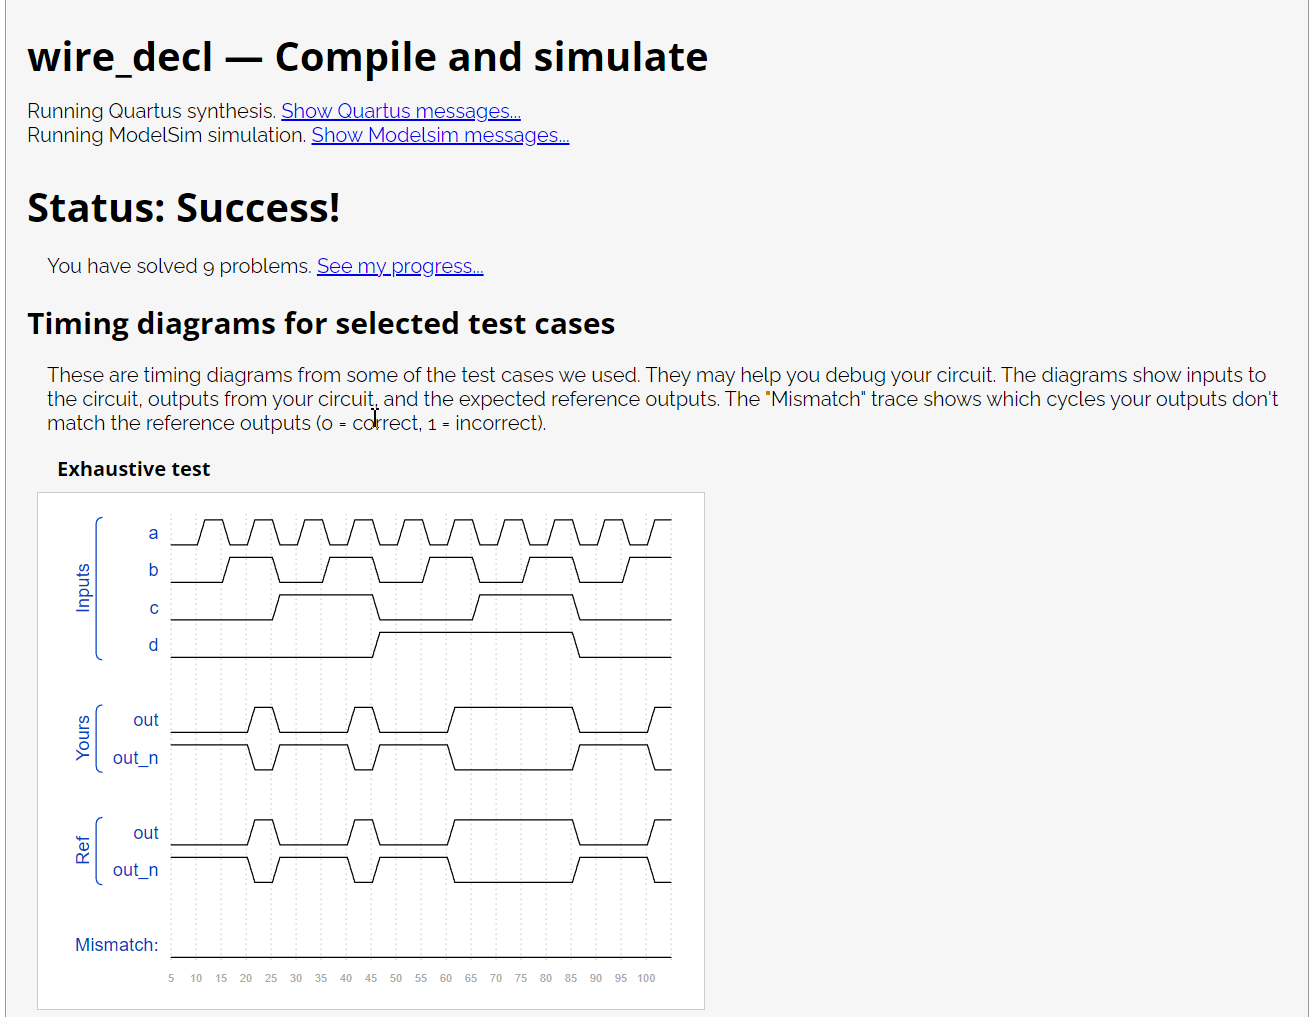 wire_decl — Compile and simulate
Running Quartus synthesis. Show Quartus messages...
Running ModelSim simulation. Show Modelsim messages...
Status: Success!
You have solved 9 problems. See my progress...
Timing diagrams for selected test cases
These are timing diagrams from some of the test cases we used. They may help you debug your circuit. The diagrams show inputs to
the circuit, outputs from your circuit, and the expected reference outputs. The "Mismatch" trace shows which cycles your outputs don't
match the reference outputs (0 = correct, 1 = incorrect).
Exhaustive test
Inputs
a
b
c
d
Yours
out
out_n
Ref
out
out_n
Mismatch:
5 10 15 20 25 30 35 40 45 50 55 60 65 70 75 80 85 90 95 100